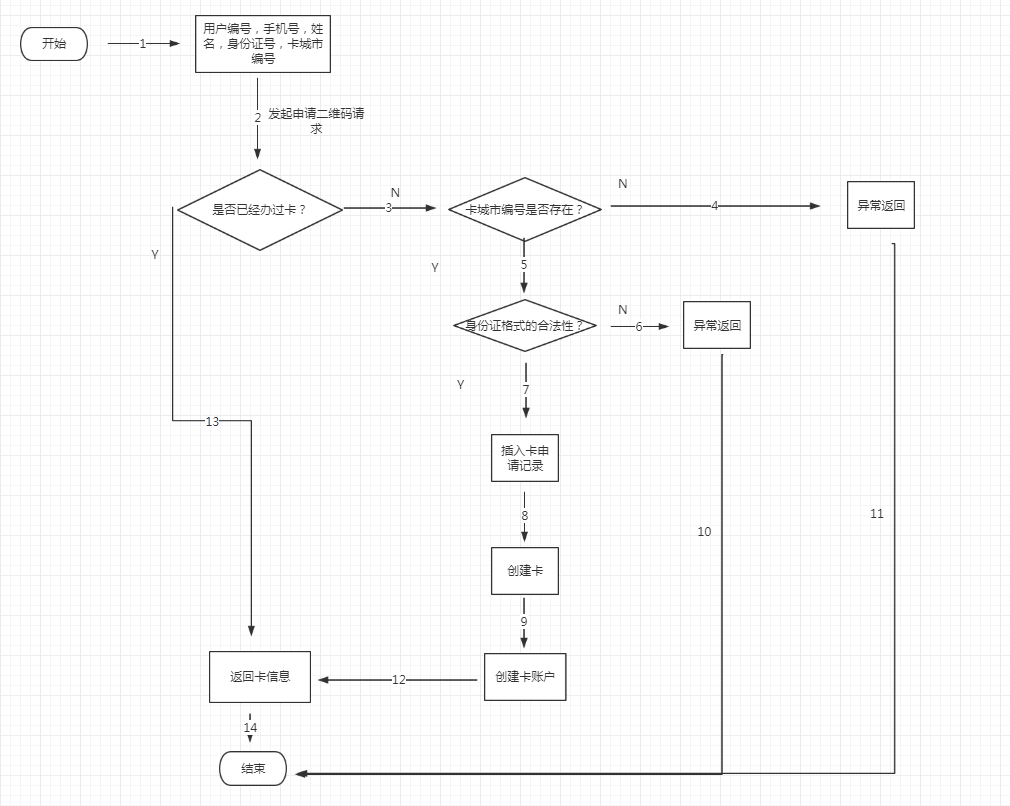 开始
1
用户编号，手机号，姓
名，身份证号，卡城市
编号
2
发起申请二维码请
求
是否已经办过卡？
N
3
卡城市编号是否存在？
N
4
异常返回
Y
Y
5
身份证格式的合法性？
N
6
异常返回
Y
7
13
插入卡申
请记录
8
10
11
创建卡
9
返回卡信息
12
创建卡账户
14
结束